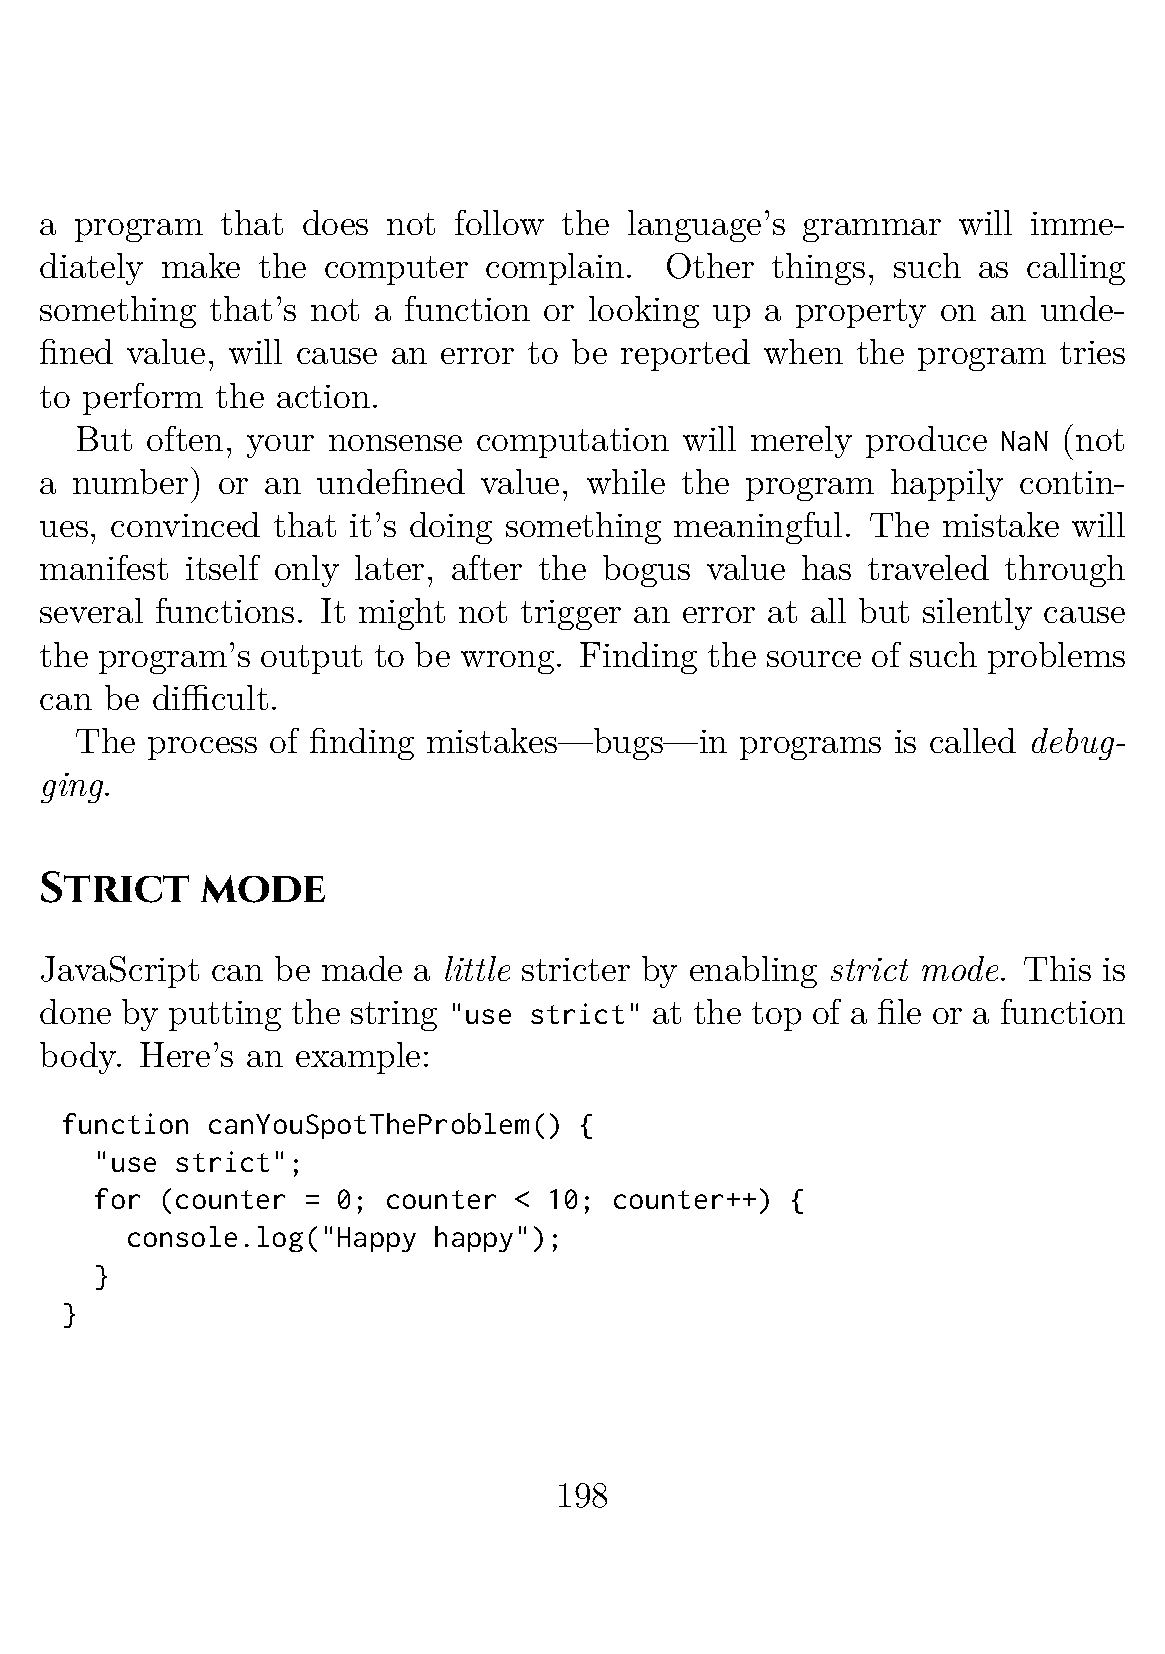 a program that does not follow the language's grammar will imme-
diately make the computer complain. Other things, such as calling
something that's not a function or looking up a property on an unde-
fined value, will cause an error to be reported when the program tries
to perform the action.
But often, your nonsense computation will merely produce NaN (not
a number) or an undefined value, while the program happily contin-
ues, convinced that it's doing something meaningful. The mistake will
manifest itself only later, after the bogus value has traveled through
several functions. It might not trigger an error at all but silently cause
the program's output to be wrong. Finding the source of such problems
can be difficult.
The process of finding mistakes—bugs—in programs is called debug-
ging.
Strict mode
JavaScript can be made a little stricter by enabling strict mode. This is
done by putting the string "use strict" at the top of a file or a function
body. Here's an example:
function canYouSpotTheProblem() {
  "use strict";
  for (counter = 0; counter < 10; counter++) {
    console.log("Happy happy");
  }
}
198